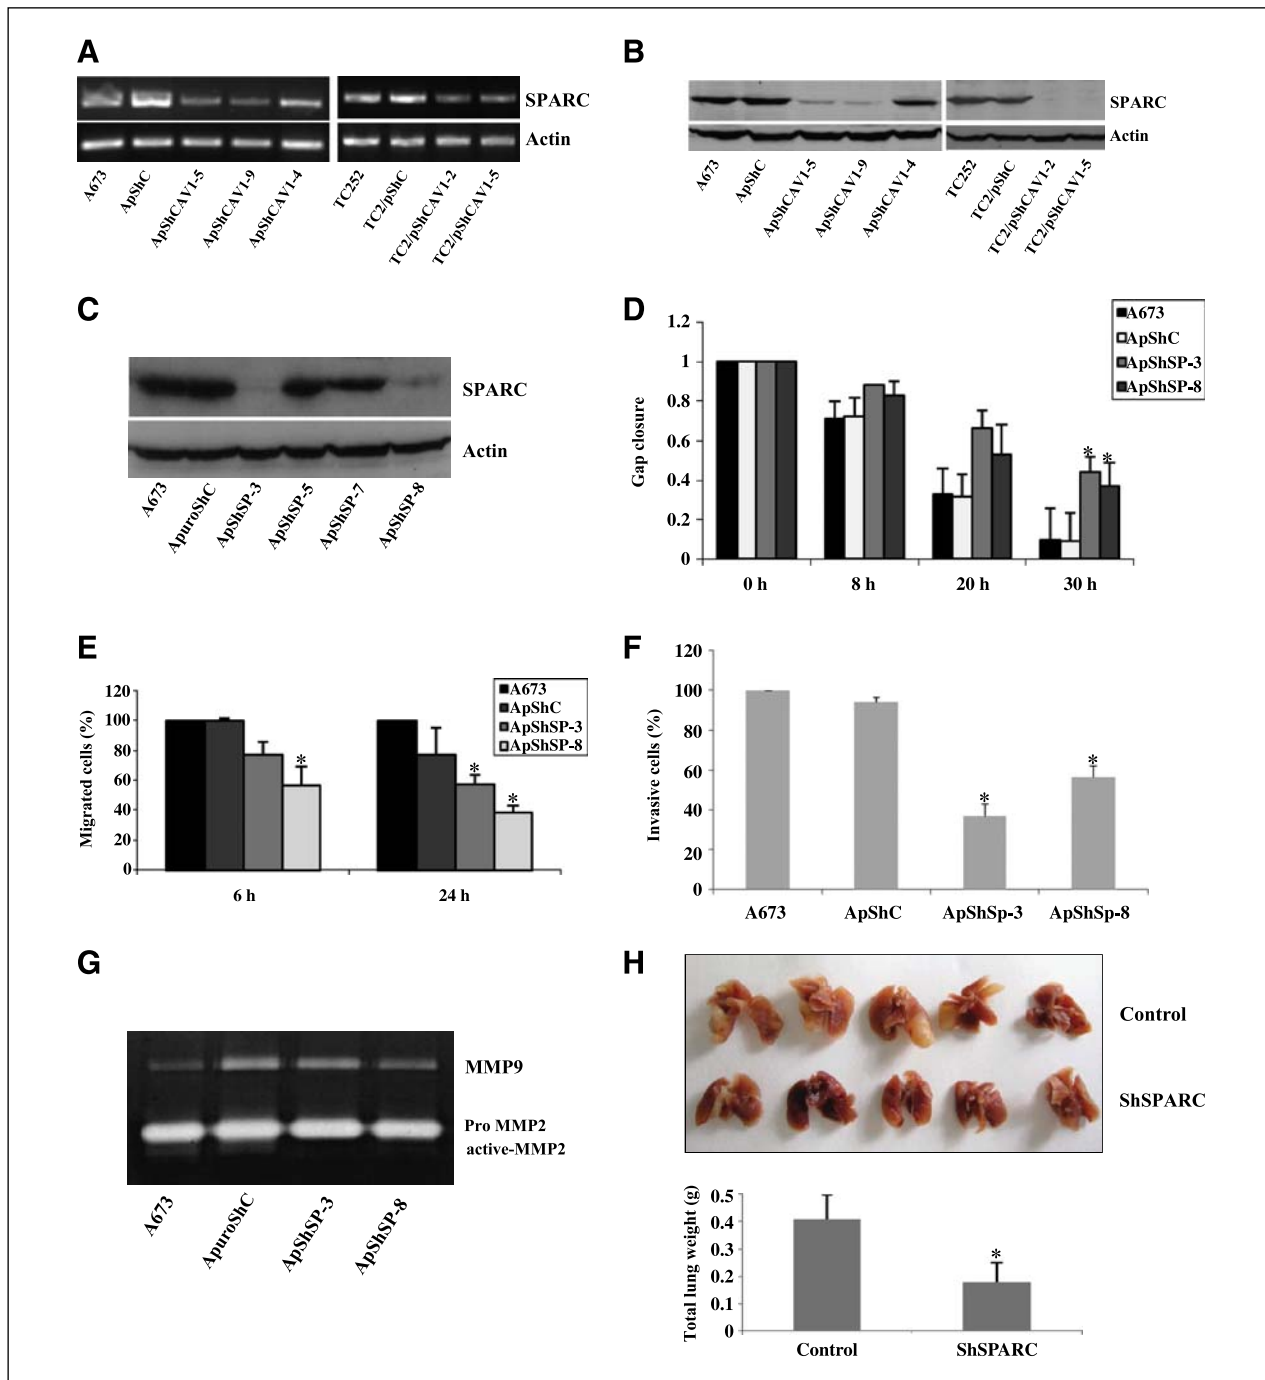 A
SPARC
Actin
A673
ApShC
ApShCAV1-5
ApShCAV1-9
ApShCAV1-4
TC252
TC2/pShC
TC2/pShCAV1-2
TC2/pShCAV1-5
B
SPARC
Actin
A673
ApShC
ApShCAV1-5
ApShCAV1-9
ApShCAV1-4
TC252
TC2/pShC
TC2/pShCAV1-2
TC2/pShCAV1-5
C
SPARC
Actin
A673
ApuroShC
ApShSP-3
ApShSP-5
ApShSP-7
ApShSP-8
D
Gap closure
1.2
1
0.8
0.6
0.4
0.2
0
A673
ApShC
ApShSP-3
ApShSP-8
* *
0 h 8 h 20 h 30 h
E
Migrated cells (%)
120
100
80
60
40
20
0
A673
ApShC
ApShSP-3
ApShSP-8
*
* *
6 h 24 h
F
Invasive cells (%)
120
100
80
60
40
120
0
* *
A673 ApShC ApShSp-3 ApShSp-8
G
MMP9
Pro MMP2
active-MMP2
A673
ApuroShC
ApShSP-3
ApShSP-8
H
Control
ShSPARC
Total lung weight (g)
0.5
0.4
0.3
0.2
0.1
0
*
Control ShSPARC